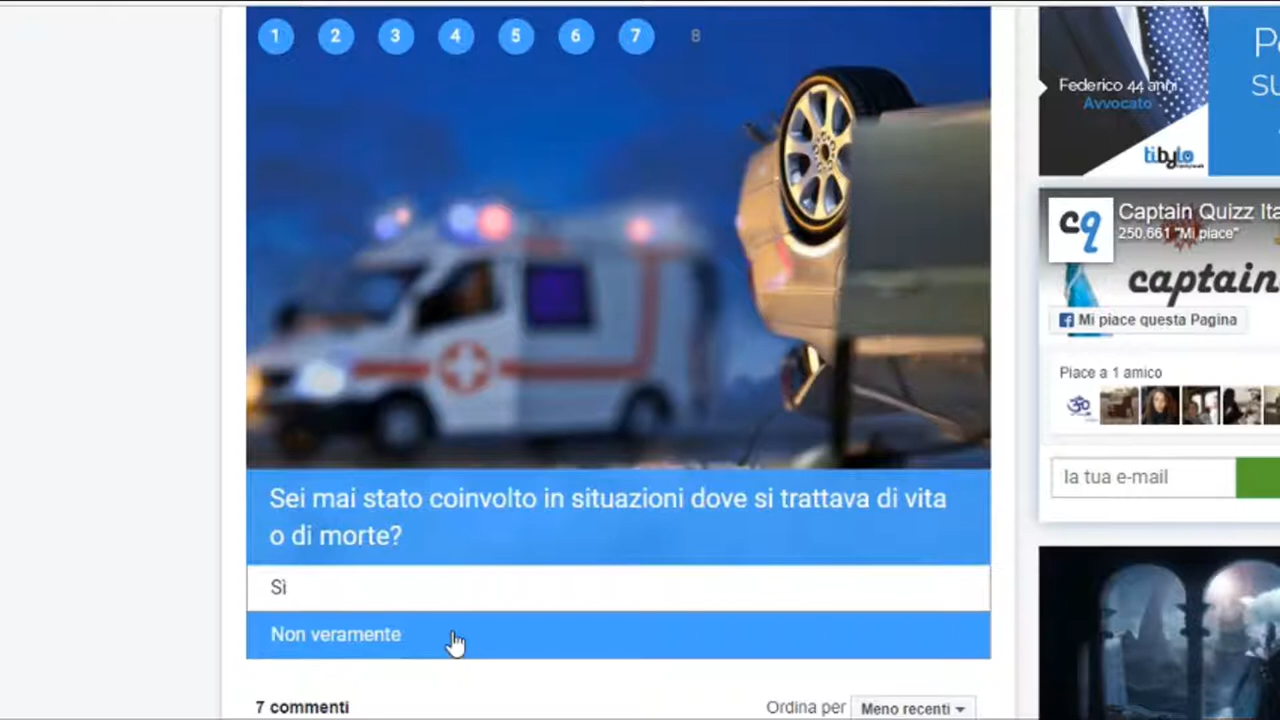 1 2 3 4 5 6 7 8
Sei mai stato coinvolto in situazioni dove si trattava di vita
o di morte?
Sì
Non veramente
7 commenti
Ordina per Meno recenti
Federico 44 anni
Avvocato
tibylo
cq
Captain Quizz Ita
250.661 "Mi piace"
captain
Mi piace questa Pagina
Piace a 1 amico
la tua e-mail